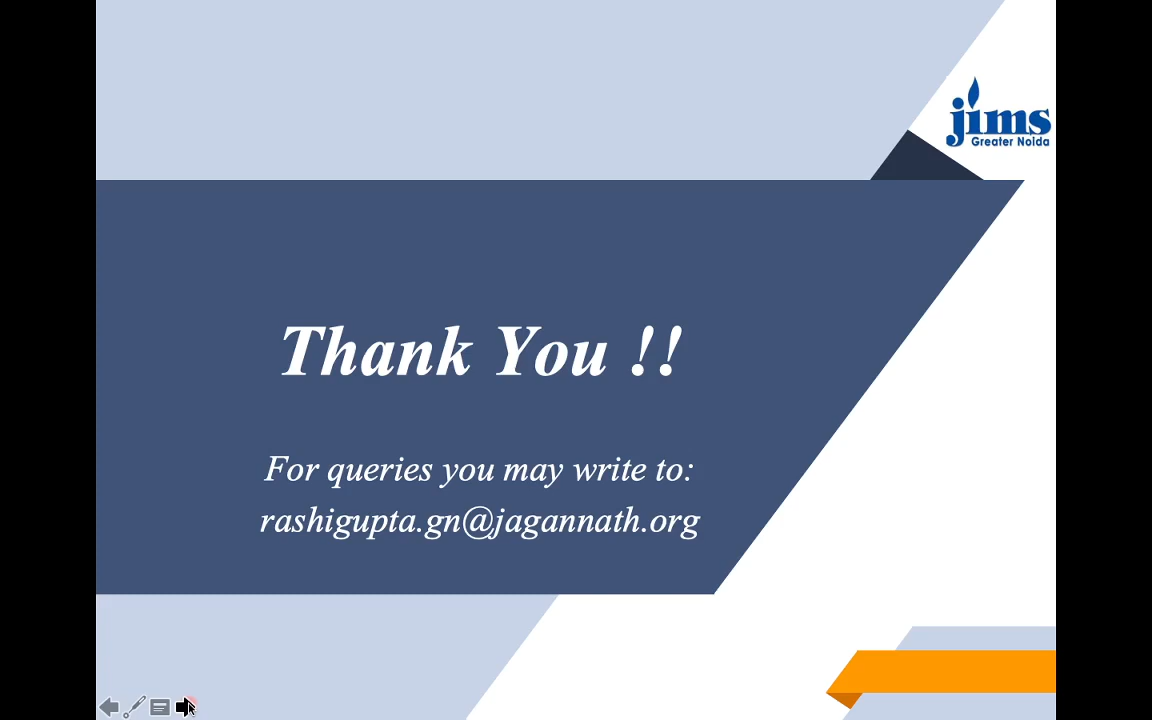 jims
Greater Noida
Thank You !!
For queries you may write to:
rashigupta.gn@jagannath.org